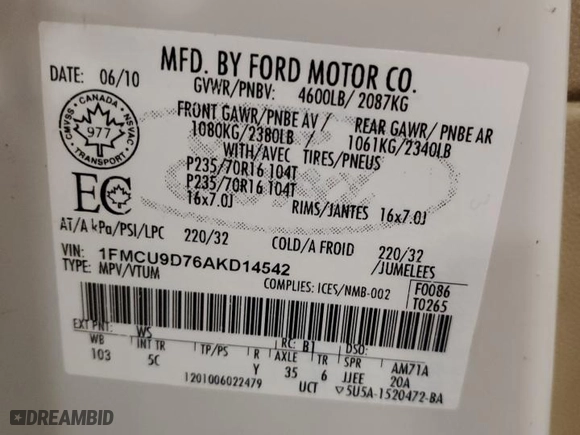 MFD. BY FORD MOTOR CO.
DATE: 06/10
GVWR/PNBV: 4600LB/ 2087KG
FRONT GAWR/PNBE AV / REAR GAWR/ PNBE AR
1080KG/2380LB 1061KG/2340LB
WITH/AVEC TIRES/PNEUS
P235/70R16 104T
P235/70R16 104T
16x7.0J RIMS/JANTES 16x7.0J
CANADA
CMVSS NSVAC
977
TRANSPORT
EC
AT/A kPa/PSI/LPC 220/32 COLD/A FROID 220/32
/JUMELEES
VIN: 1FMCU9D76AKD14542
TYPE: MPV/VTUM
COMPLIES: ICES/NMB-002
F0086
T0265
EXT PNT: WS RC: B1 DSO:
WB INT TR TP/PS R AXLE TR SPR AM71A
103 5C Y 35 6 JJEE 20A
1201006022479 UCT ▽5U5A-1520472-BA
DREAMBID